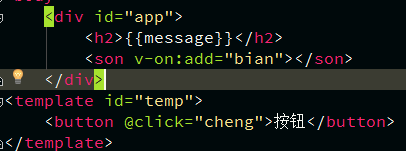 <div id="app">
<h2>{{message}}</h2>
<son v-on:add="bian"></son>
</div>
<template id="temp">
<button @click="cheng">按钮</button>
</template>